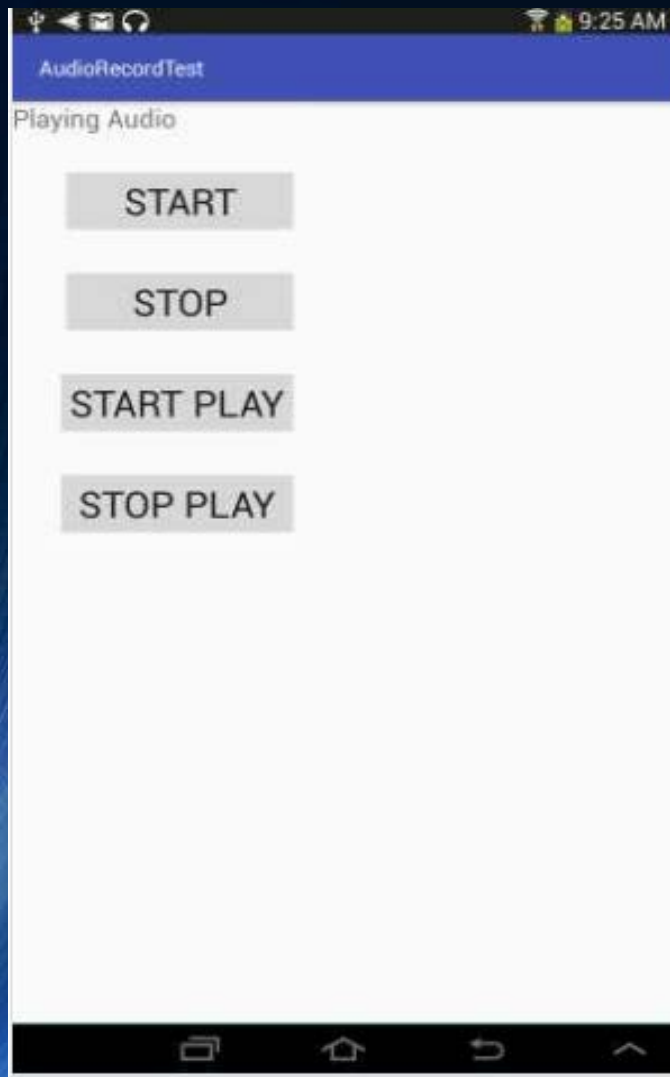 9:25 AM
AudioRecordTest
Playing Audio
START
STOP
START PLAY
STOP PLAY